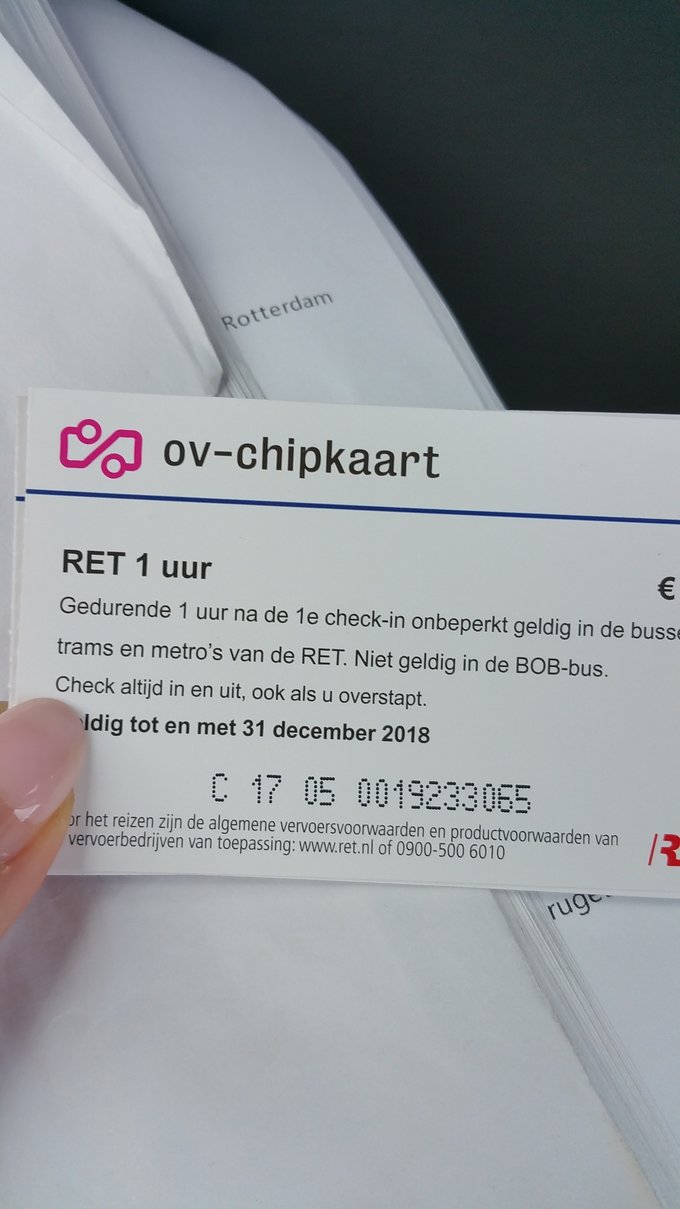 Rotterdam
ov-chipkaart
RET 1 uur
€
Gedurende 1 uur na de 1e check-in onbeperkt geldig in de busse
trams en metro's van de RET. Niet geldig in de BOB-bus.
Check altijd in en uit, ook als u overstapt.
ldig tot en met 31 december 2018
C 17 05 0019233065
or het reizen zijn de algemene vervoersvoorwaarden en productvoorwaarden van
vervoerbedrijven van toepassing: www.ret.nl of 0900-500 6010